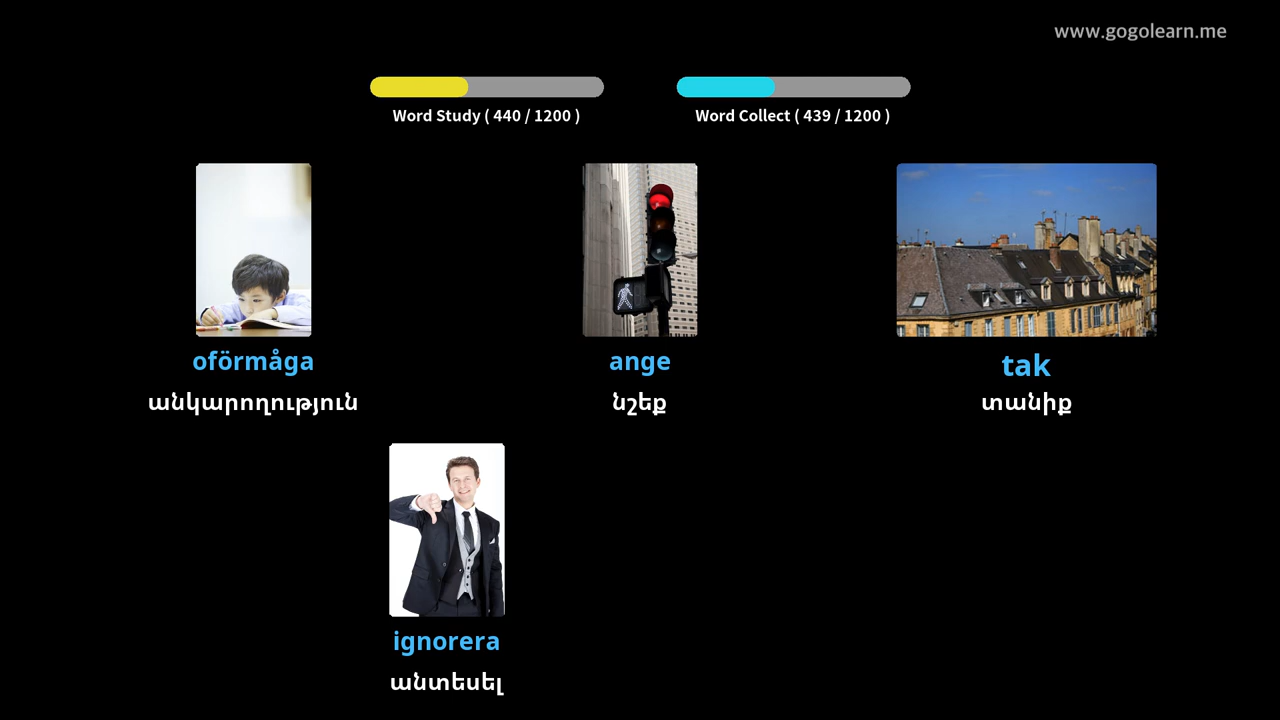 www.gogolearn.me
Word Study ( 440 / 1200 )
Word Collect ( 439 / 1200 )
oförmåga
ange
tak
անկարողություն
նշեք
տանիք
ignorera
անտեսել